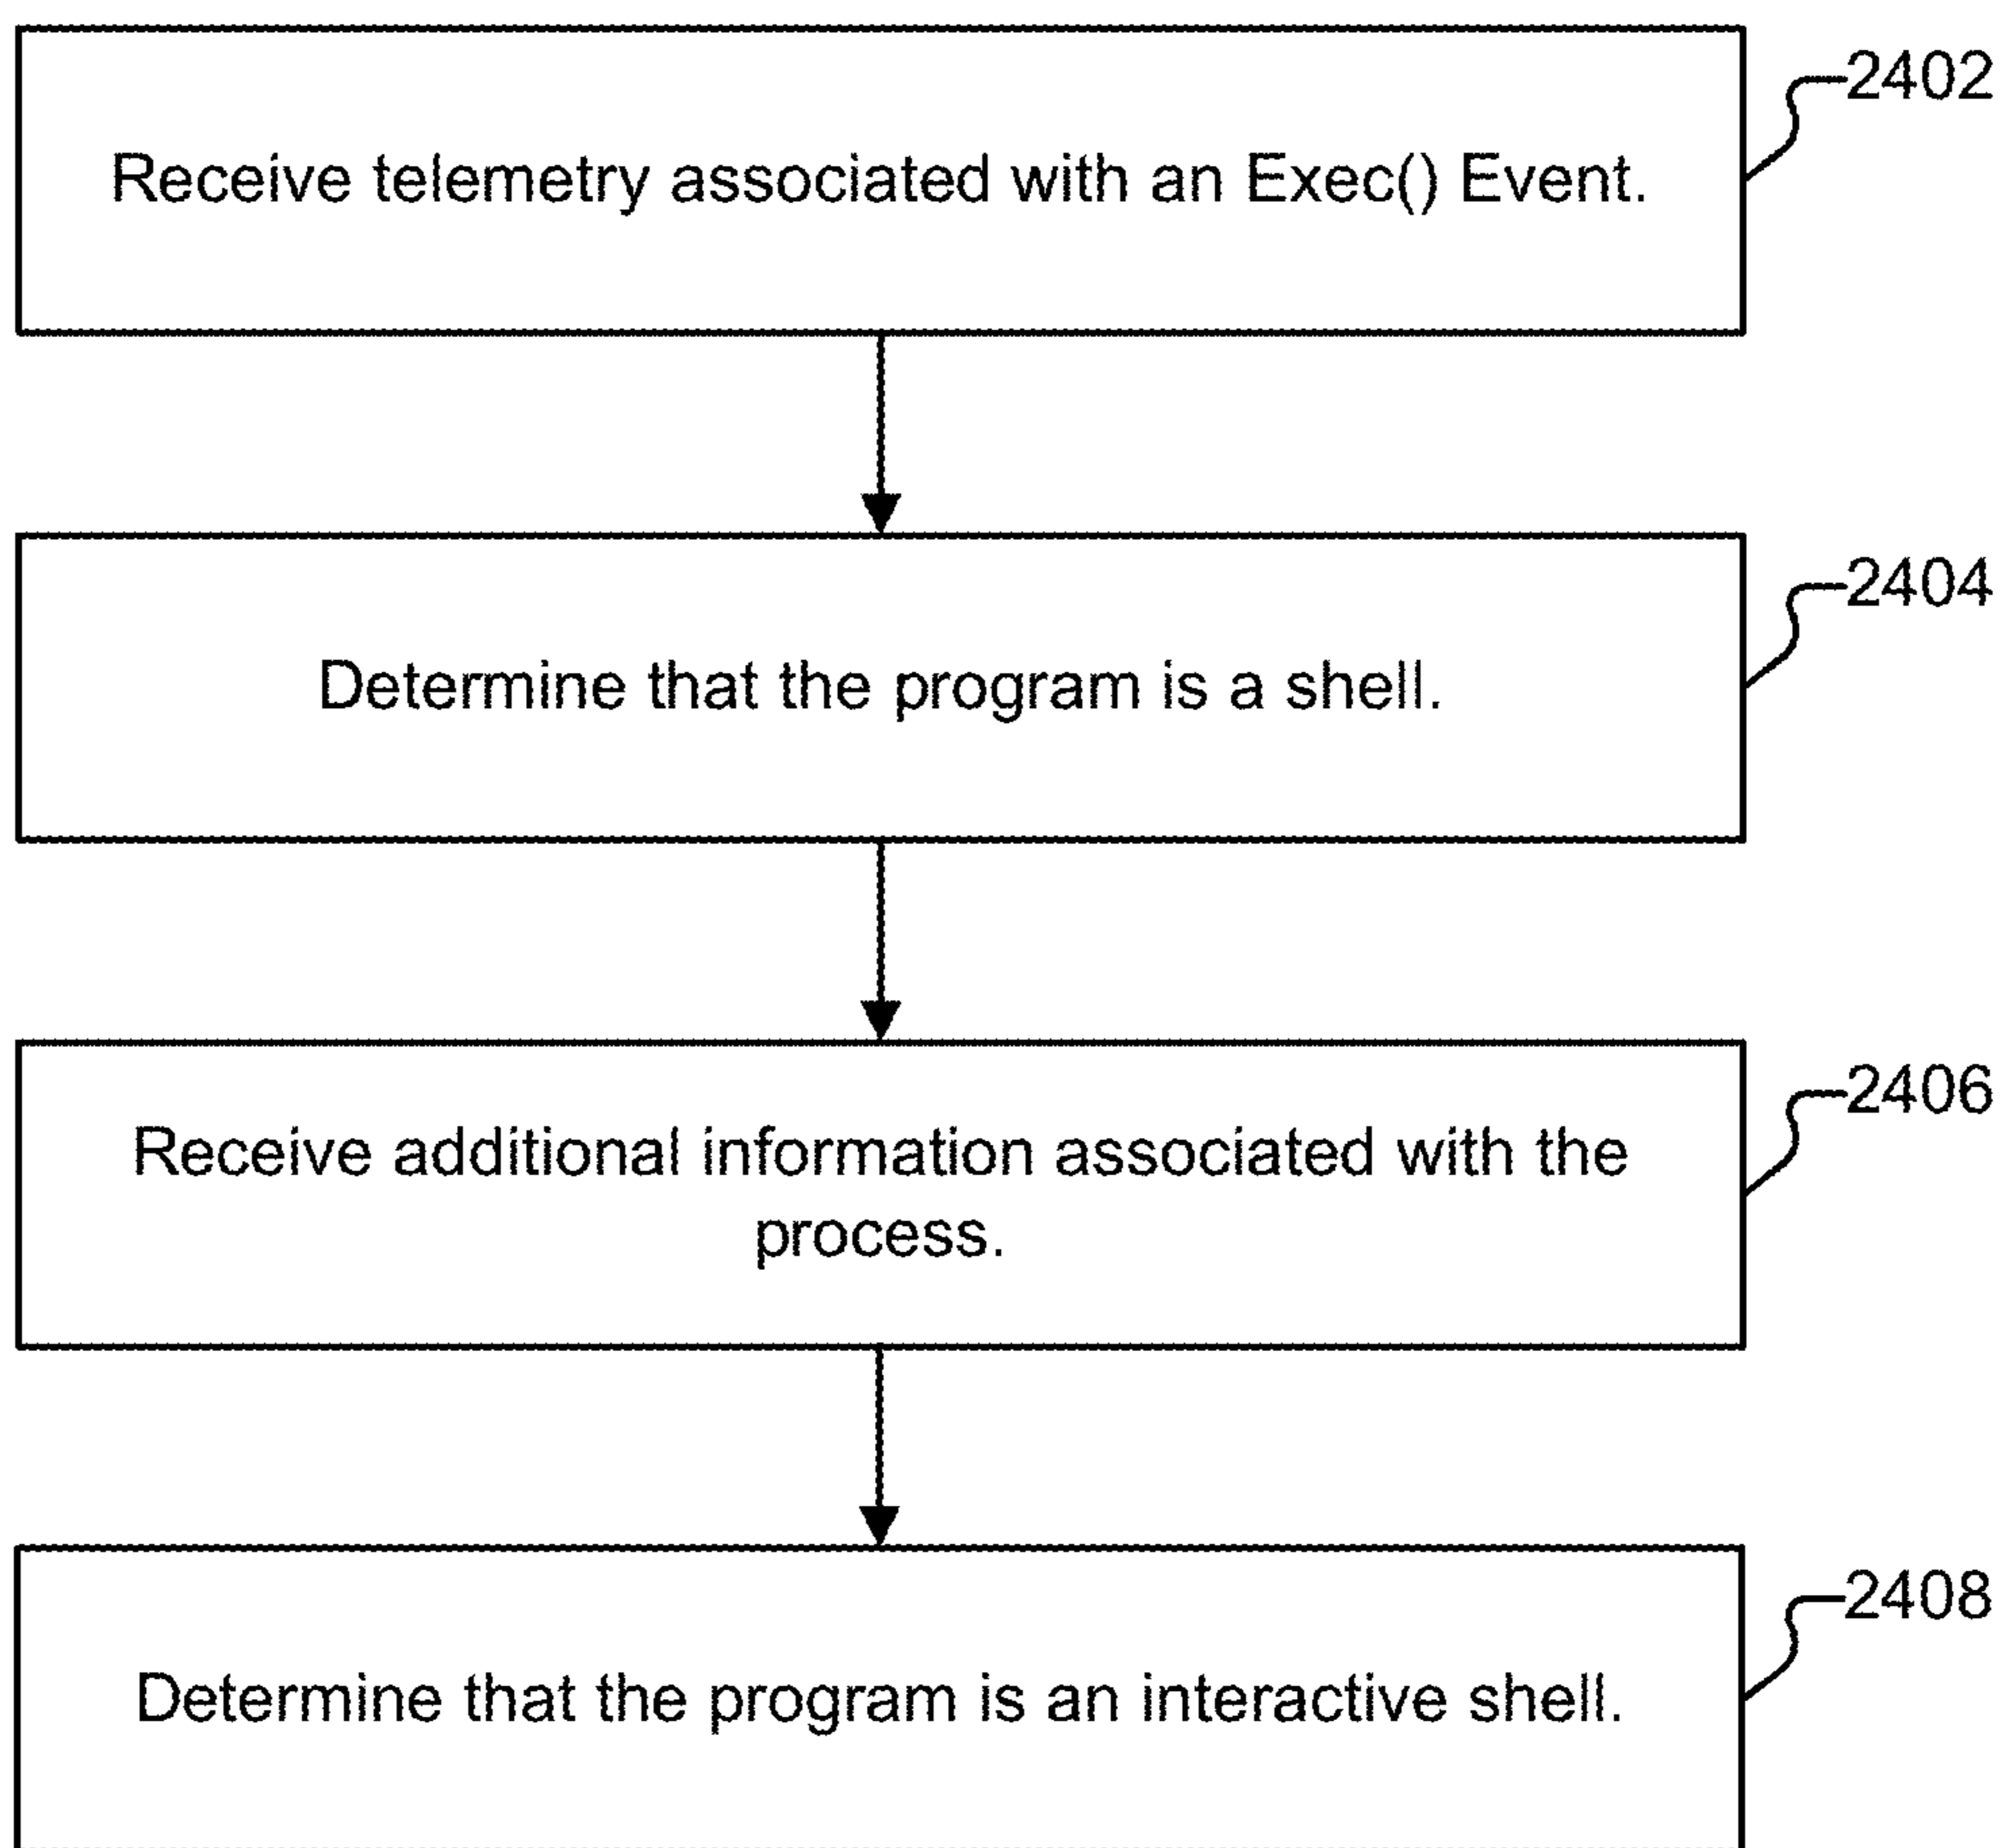 Receive telemetry associated with an Exec() Event.
2402
Determine that the program is a shell.
2404
Receive additional information associated with the
process.
2406
Determine that the program is an interactive shell.
2408